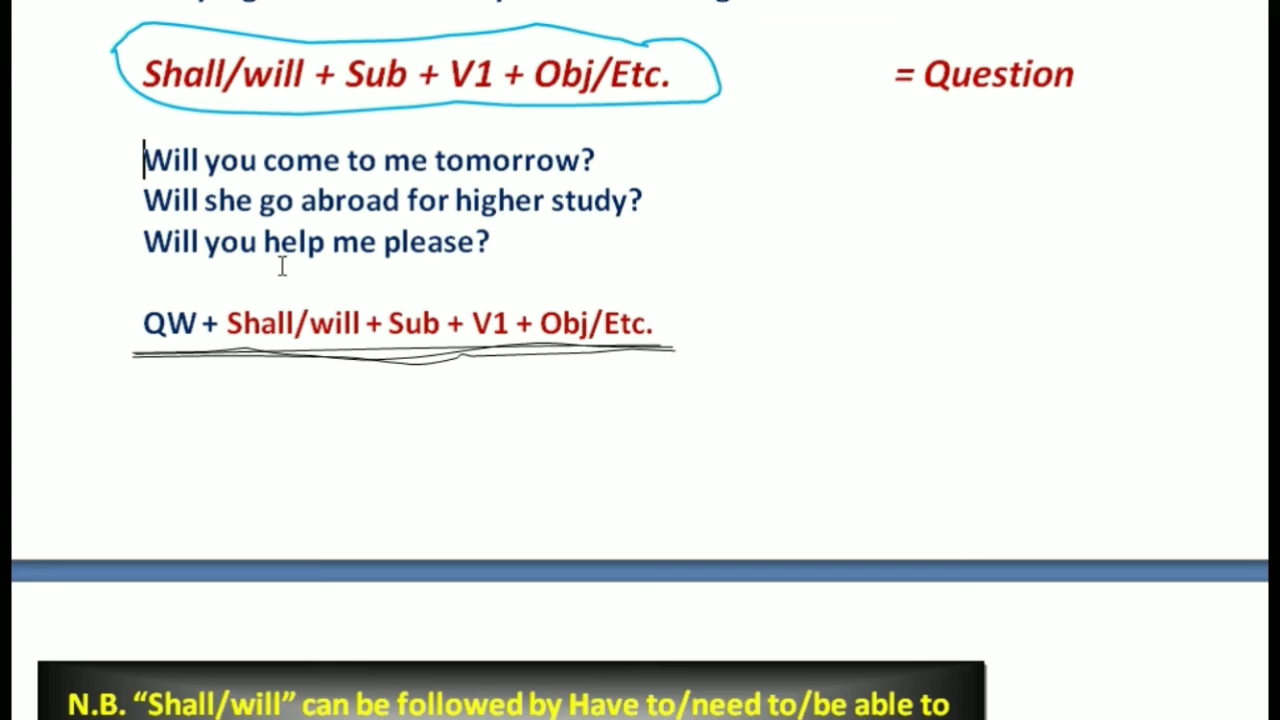 Shall/will + Sub + V1 + Obj/Etc. = Question
Will you come to me tomorrow?
Will she go abroad for higher study?
Will you help me please?
QW + Shall/will + Sub + V1 + Obj/Etc.
N.B. “Shall/will” can be followed by Have to/need to/be able to